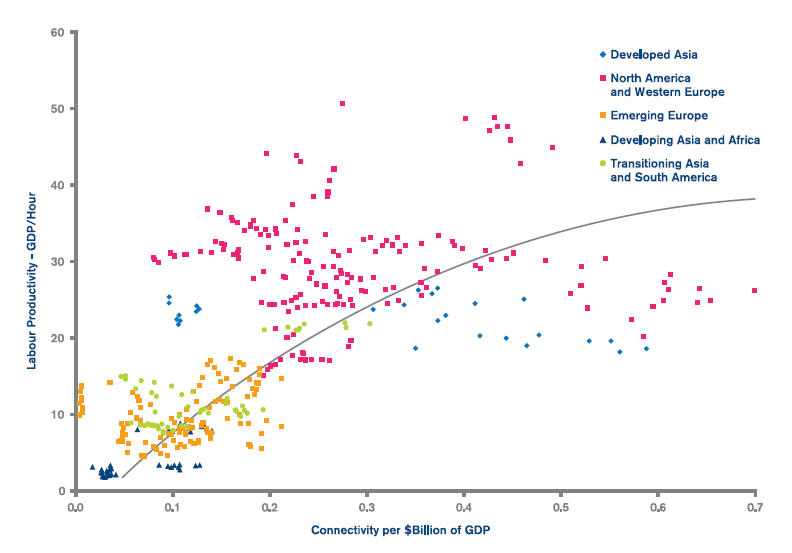 60
50
40
30
20
10
0
Labour Productivity – GDP/Hour
Developed Asia
North America
and Western Europe
Emerging Europe
Developing Asia and Africa
Transitioning Asia
and South America
0.0
0.1
0.2
0.3
0.4
0.5
0.6
0.7
Connectivity per $Billion of GDP